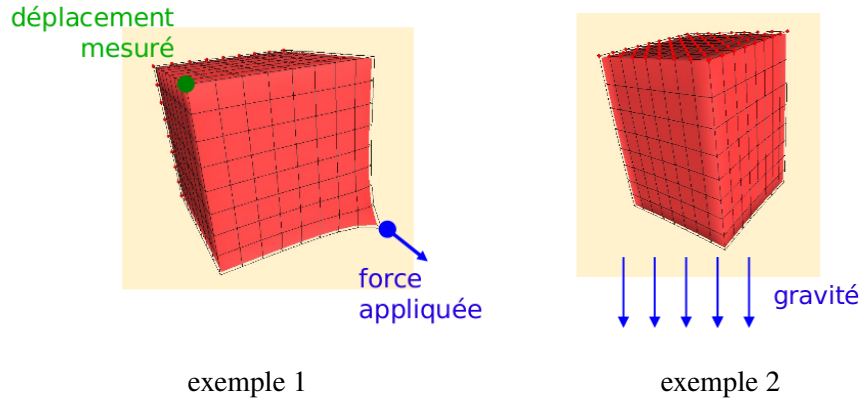 déplacement
mesuré
force
appliquée
gravité
exemple 1
exemple 2